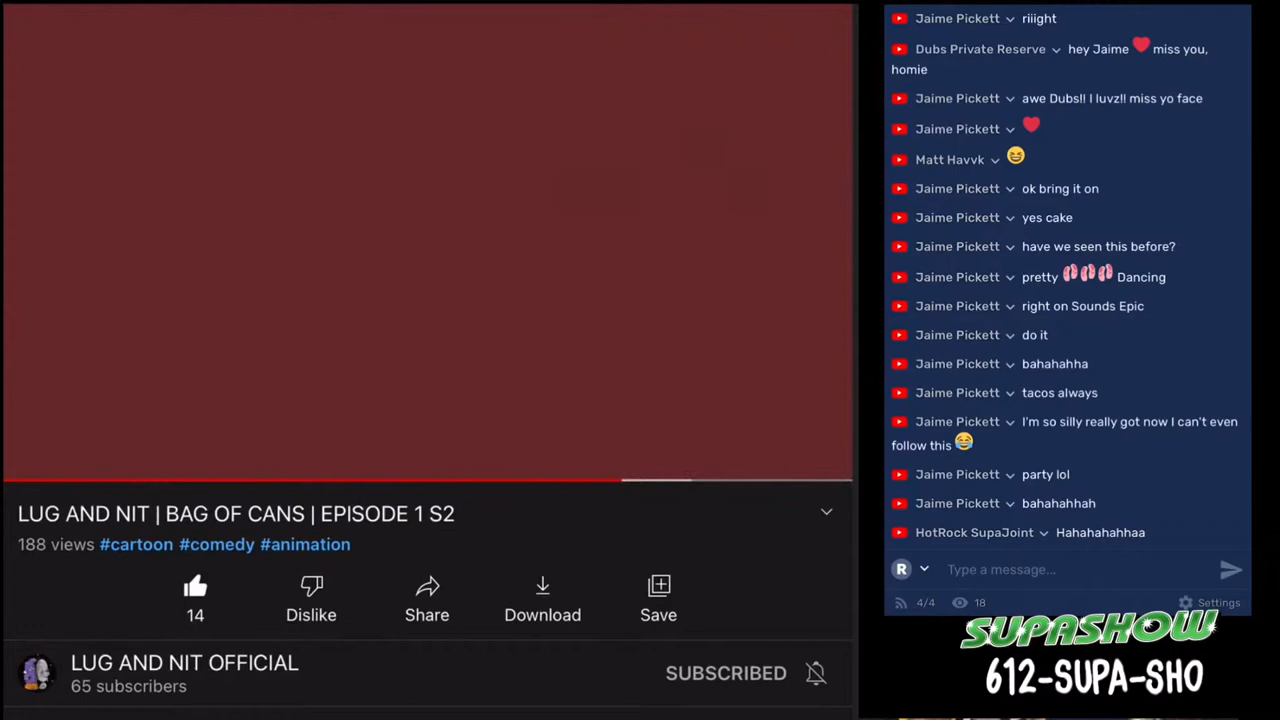 LUG AND NIT | BAG OF CANS | EPISODE 1 S2
188 views #cartoon #comedy #animation
14 Dislike Share Download Save
LUG AND NIT OFFICIAL
65 subscribers
SUBSCRIBED
Jaime Pickett riiight
Dubs Private Reserve hey Jaime ❤️ miss you,
homie
Jaime Pickett awe Dubs!! I luvz!! miss yo face
Jaime Pickett ❤️
Matt Havvk 😆
Jaime Pickett ok bring it on
Jaime Pickett yes cake
Jaime Pickett have we seen this before?
Jaime Pickett pretty Dancing
Jaime Pickett right on Sounds Epic
Jaime Pickett do it
Jaime Pickett bahahahha
Jaime Pickett tacos always
Jaime Pickett I'm so silly really got now I can't even
follow this 😂
Jaime Pickett party lol
Jaime Pickett bahahahhah
HotRock SupaJoint Hahahahahhaa
R Type a message...
4/4 18 Settings
SUPASHOW
612-SUPA-SHO